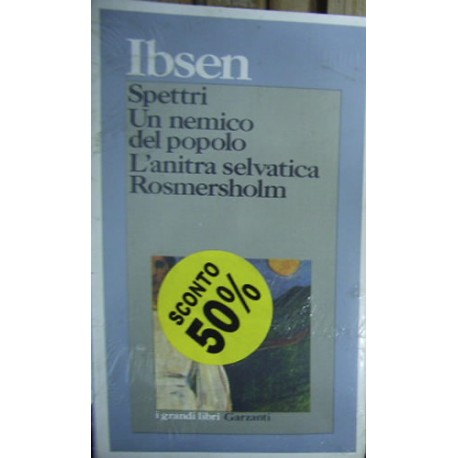 Ibsen
Spettri
Un nemico
del popolo
L'anitra selvatica
Rosmersholm
SCONTO
50%
i grandi libri Garzanti